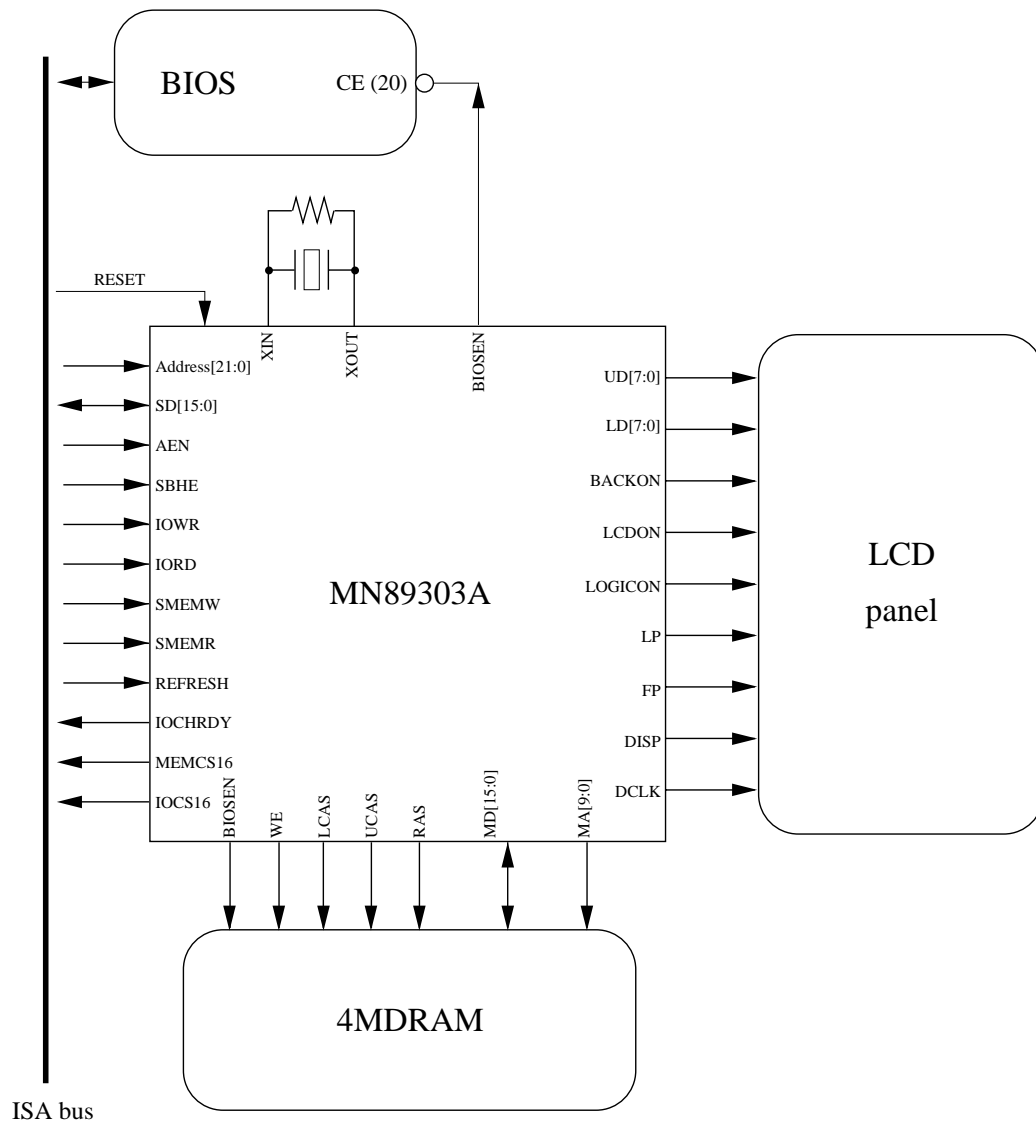 BIOS
CE (20)
RESET
XIN
XOUT
BIOSEN
Address[21:0]
SD[15:0]
AEN
SBHE
IOWR
IORD
SMEMW
SMEMR
REFRESH
IOCHRDY
MEMCS16
IOCS16
MN89303A
UD[7:0]
LD[7:0]
BACKON
LCDON
LOGICON
LP
FP
DISP
DCLK
LCD
panel
BIOSEN
WE
LCAS
UCAS
RAS
MD[15:0]
MA[9:0]
4MDRAM
ISA bus